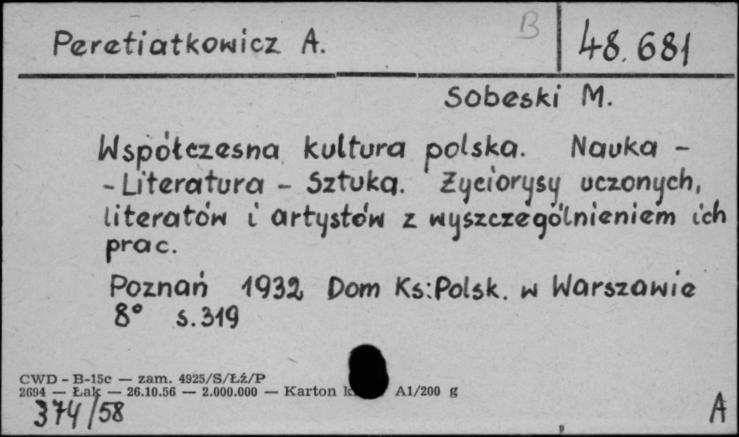 Peretiatkowicz A. B 48.681
Sobeski M.
Współczesna kultura polska. Nauka -
- Literatura - Sztuka. Życiorysy uczonych,
literatów i artystów z wyszczególnieniem ich
prac.
Poznań 1932 Dom Ks:Polsk. w Warszawie
8° s.319
CWD - B-15c — zam. 4925/S/Łż/P
2694 — Łak — 26.10.56 — 2.000.000 — Karton A1/200 g
374/58 A